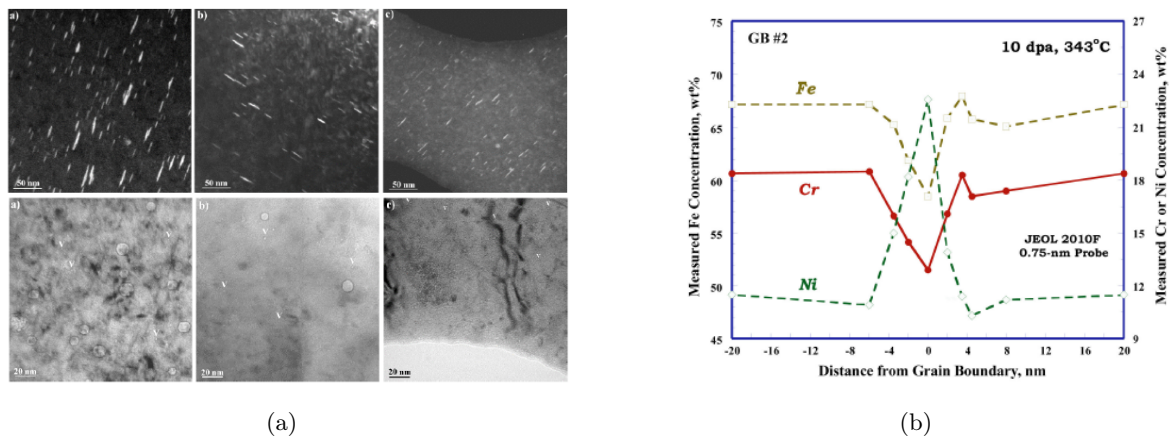 a)
b)
c)
50 nm
50 nm
50 nm
a)
b)
c)
v
v
v
v
v
v
v
v
v
v
20 nm
20 nm
20 nm
(a)
GB #2
10 dpa, 343°C
Fe
Cr
Ni
JEOL 2010F
0.75-nm Probe
Measured Fe Concentration, wt%
75
70
65
60
55
50
45
Measured Cr or Ni Concentration, wt%
27
24
21
18
15
12
9
-20 -16 -12 -8 -4 0 4 8 12 16 20
Distance from Grain Boundary, nm
(b)